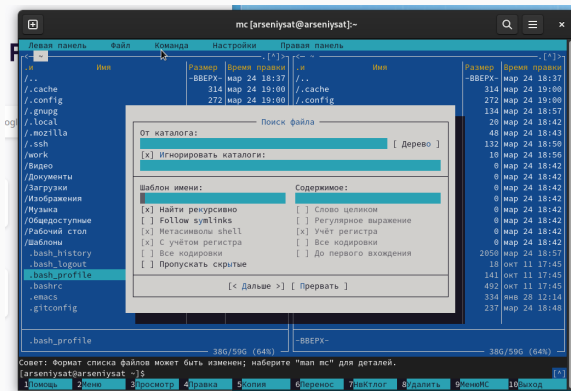 mc [arseniysat@arseniysat]:~
Левая панель Файл Команда Настройки Правая панель
~ .[^]> ~ .[^]>
.и Имя Размер Время правки .и Имя Размер Время правки
/.. -ВВЕРХ- мар 24 18:37 /.. -ВВЕРХ- мар 24 18:37
/.cache 314 мар 24 19:00 /.cache 314 мар 24 19:00
/.config 272 мар 24 19:00 /.config 272 мар 24 19:00
/.gnupg 134 мар 24 18:57
/.local 20 мар 24 18:42
/.mozilla 48 мар 24 18:43
/.ssh 132 мар 24 18:50
/work 10 мар 24 18:56
/Видео 0 мар 24 18:42
/Документы 0 мар 24 18:42
/Загрузки 0 мар 24 18:42
/Изображения 0 мар 24 18:42
/Музыка 0 мар 24 18:42
/Общедоступные 0 мар 24 18:42
/Рабочий стол 0 мар 24 18:42
/Шаблоны 0 мар 24 18:42
.bash_history 2050 мар 24 18:57
.bash_logout 18 окт 11 17:45
.bash_profile 141 окт 11 17:45
.bashrc 492 окт 11 17:45
.emacs 334 янв 28 12:14
.gitconfig 237 мар 24 18:48
Поиск файла
От каталога:
[ Дерево ]
[x] Игнорировать каталоги:
Шаблон имени: Содержимое:
[x] Найти рекурсивно [ ] Слово целиком
[ ] Follow symlinks [ ] Регулярное выражение
[x] Метасимволы shell [x] Учёт регистра
[x] С учётом регистра [ ] Все кодировки
[ ] Все кодировки [ ] До первого вхождения
[ ] Пропускать скрытые
[< Дальше >] [ Прервать ]
.bash_profile -ВВЕРХ-
38G/59G (64%) 38G/59G (64%)
Совет: Формат списка файлов может быть изменен; наберите "man mc" для деталей.
[arseniysat@arseniysat ~]$ [^]
1Помощь 2Меню 3Просмотр 4Правка 5Копия 6Перенос 7НвКтлог 8Удалить 9МенюМС 10Выход